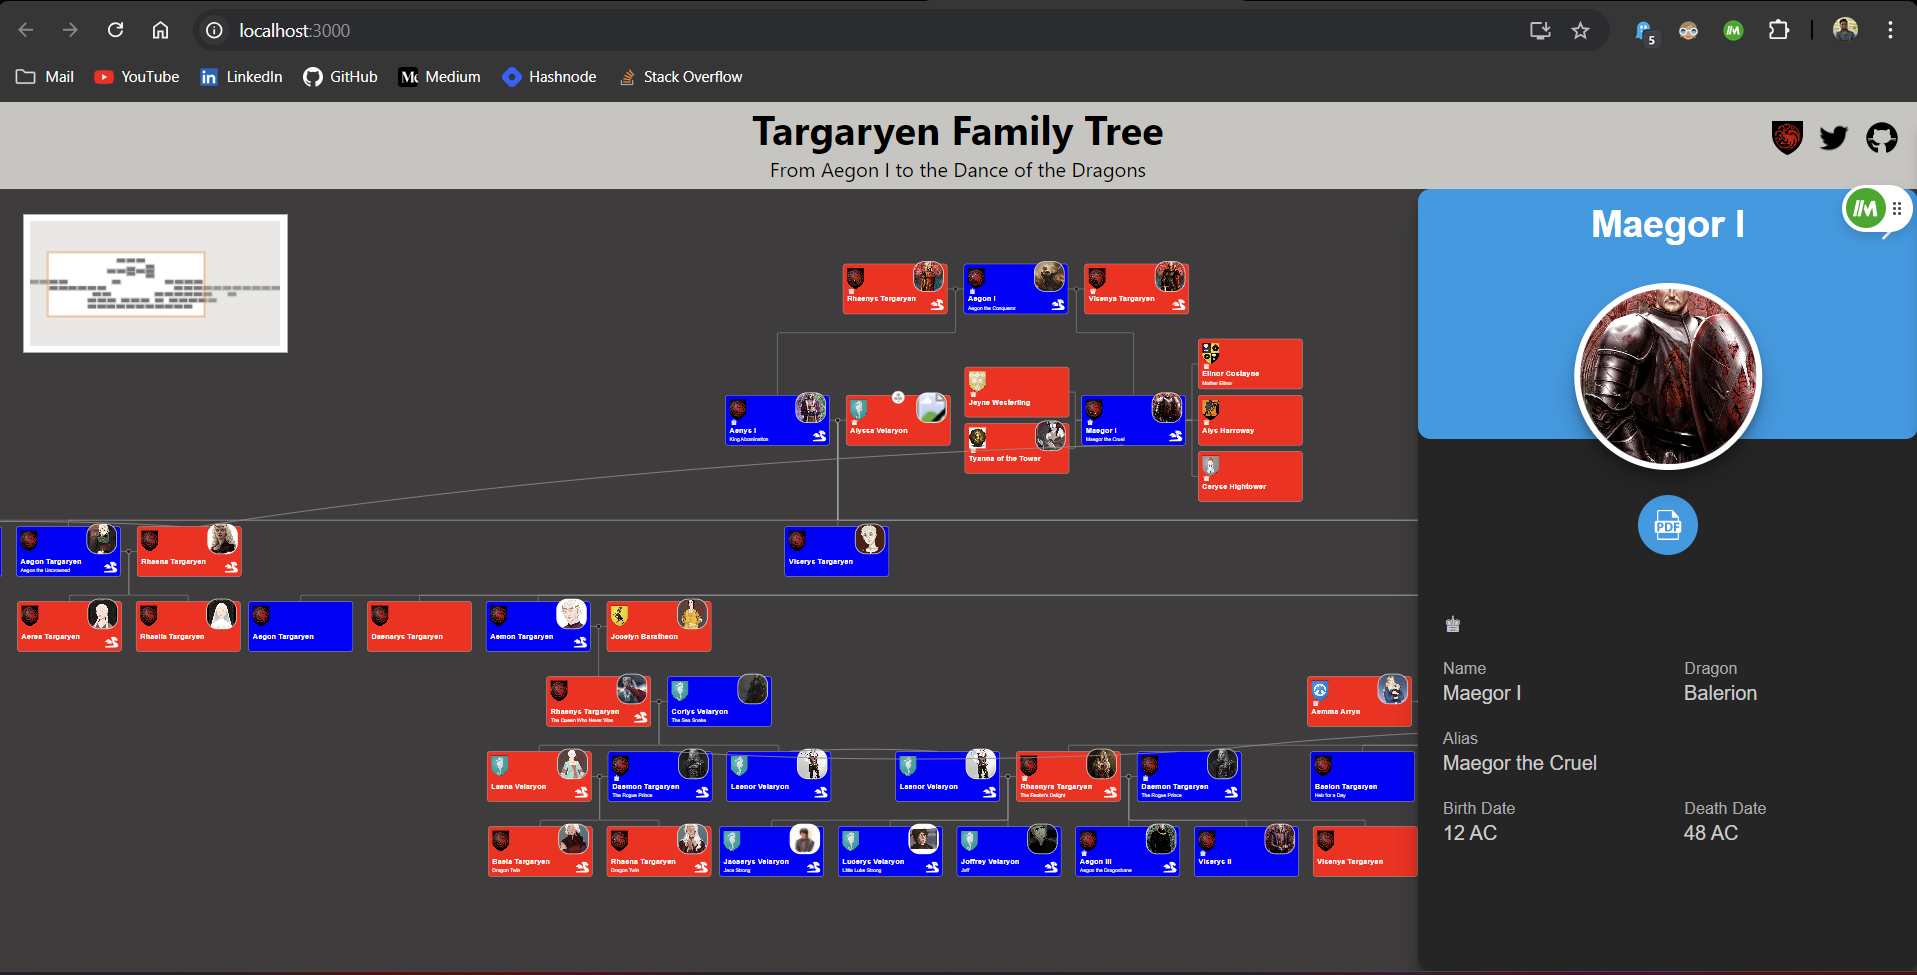 localhost:3000
5
Mail YouTube LinkedIn GitHub Medium Hashnode Stack Overflow
Targaryen Family Tree
From Aegon I to the Dance of the Dragons
Maegor I
Rhaenys Targaryen
Aegon I
Aegon the Conqueror
Visenya Targaryen
Elinor Costayne
Mother Elinor
Jeyne Westerling
Aenys I
King Abomination
Alyssa Velaryon
Maegor I
Maegor the Cruel
Alys Harroway
Tyanna of the Tower
Ceryse Hightower
PDF
Aegon Targaryen
Aegon the Uncrowned
Rhaena Targaryen
Viserys Targaryen
Aerea Targaryen
Rhaella Targaryen
Aegon Targaryen
Daenerys Targaryen
Aemon Targaryen
Jocelyn Baratheon
Rhaenys Targaryen
The Queen Who Never Was
Corlys Velaryon
The Sea Snake
Aemma Arryn
Laena Velaryon
Daemon Targaryen
The Rogue Prince
Laenor Velaryon
Laenor Velaryon
Rhaenyra Targaryen
The Realm's Delight
Daemon Targaryen
The Rogue Prince
Baelon Targaryen
Heir for a Day
Baela Targaryen
Dragon Twin
Rhaena Targaryen
Dragon Twin
Jacaerys Velaryon
Jace Strong
Lucerys Velaryon
Little Luke Strong
Joffrey Velaryon
Joff
Aegon III
Aegon the Dragonbane
Viserys II
Visenya Targaryen
Name
Maegor I
Dragon
Balerion
Alias
Maegor the Cruel
Birth Date
12 AC
Death Date
48 AC